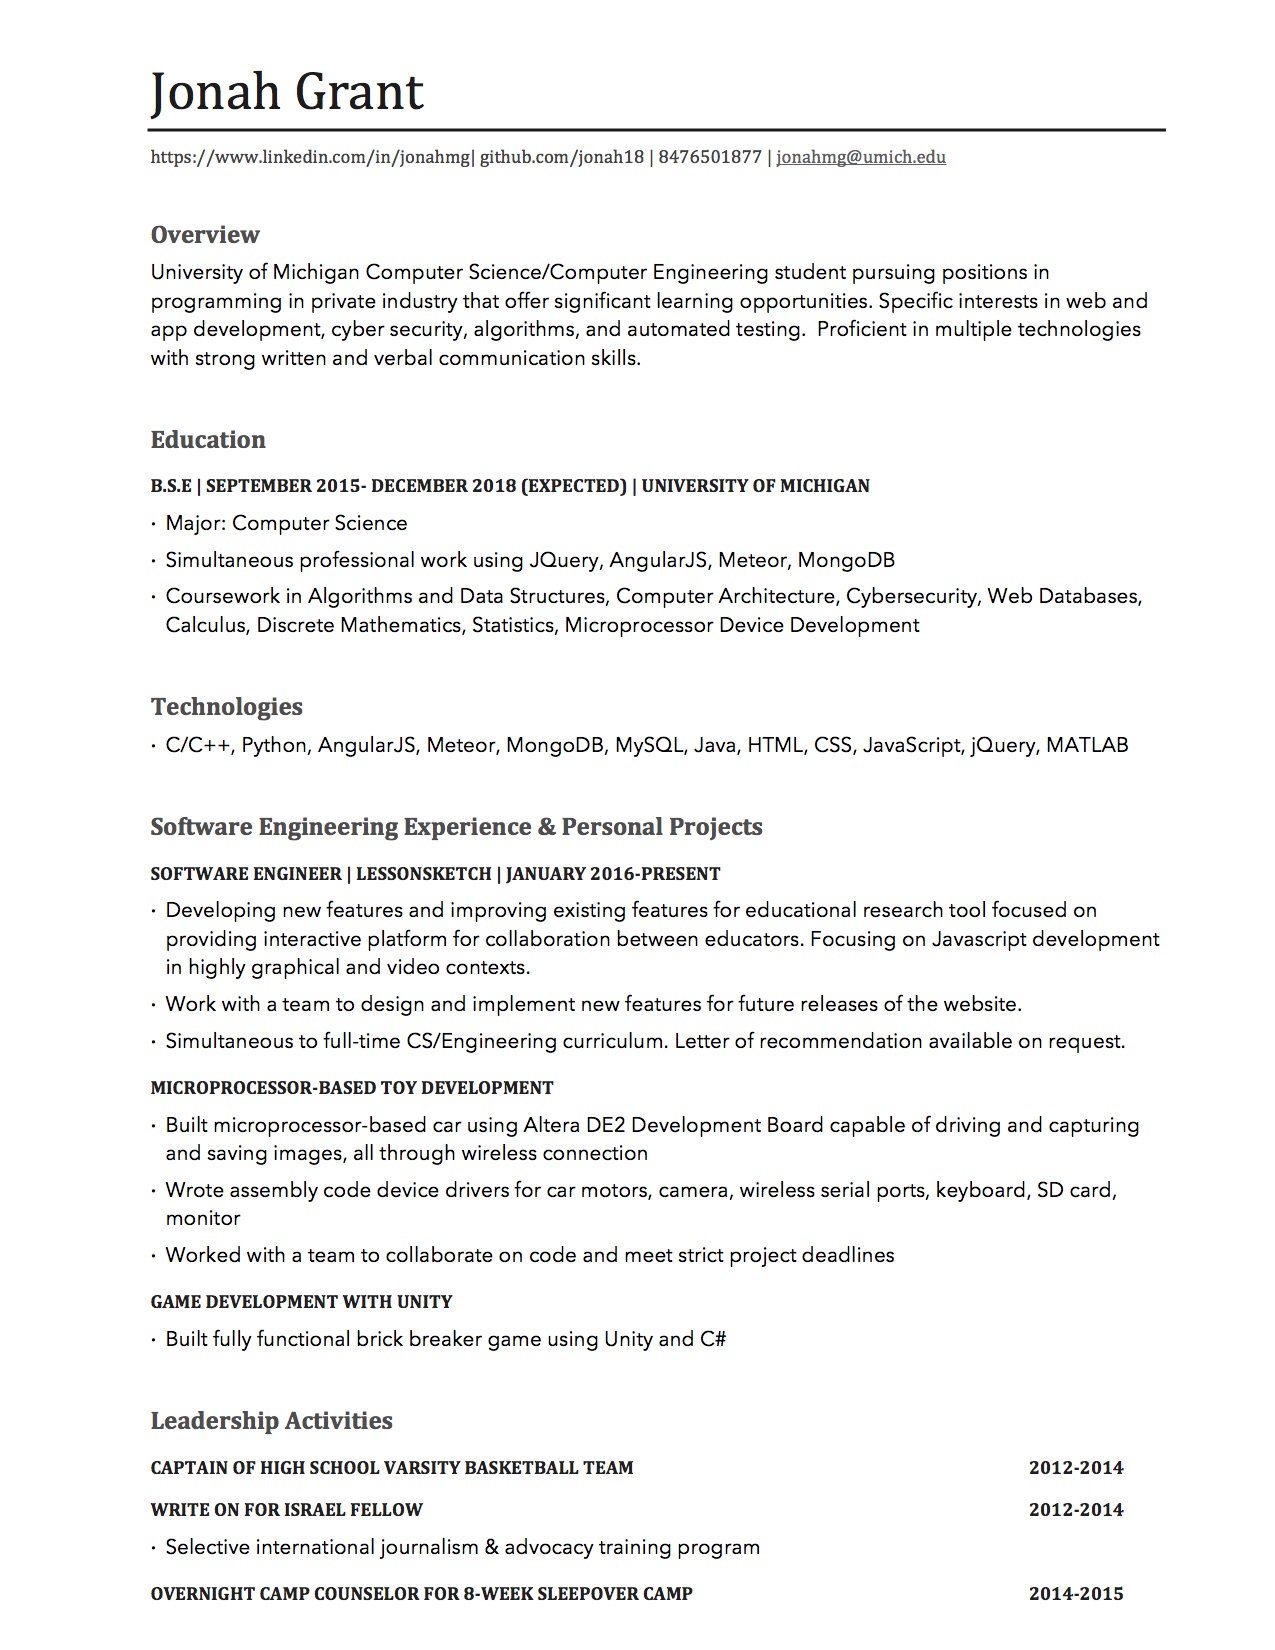 Jonah Grant
https://www.linkedin.com/in/jonahmg| github.com/jonah18 | 8476501877 | jonahmg@umich.edu
Overview
University of Michigan Computer Science/Computer Engineering student pursuing positions in
programming in private industry that offer significant learning opportunities. Specific interests in web and
app development, cyber security, algorithms, and automated testing.  Proficient in multiple technologies
with strong written and verbal communication skills.
Education
B.S.E | SEPTEMBER 2015- DECEMBER 2018 (EXPECTED) | UNIVERSITY OF MICHIGAN
· Major: Computer Science
· Simultaneous professional work using JQuery, AngularJS, Meteor, MongoDB
· Coursework in Algorithms and Data Structures, Computer Architecture, Cybersecurity, Web Databases,
Calculus, Discrete Mathematics, Statistics, Microprocessor Device Development
Technologies
· C/C++, Python, AngularJS, Meteor, MongoDB, MySQL, Java, HTML, CSS, JavaScript, jQuery, MATLAB
Software Engineering Experience & Personal Projects
SOFTWARE ENGINEER | LESSONSKETCH | JANUARY 2016-PRESENT
· Developing new features and improving existing features for educational research tool focused on
providing interactive platform for collaboration between educators. Focusing on Javascript development
in highly graphical and video contexts.
· Work with a team to design and implement new features for future releases of the website.
· Simultaneous to full-time CS/Engineering curriculum. Letter of recommendation available on request.
MICROPROCESSOR-BASED TOY DEVELOPMENT
· Built microprocessor-based car using Altera DE2 Development Board capable of driving and capturing
and saving images, all through wireless connection
· Wrote assembly code device drivers for car motors, camera, wireless serial ports, keyboard, SD card,
monitor
· Worked with a team to collaborate on code and meet strict project deadlines
GAME DEVELOPMENT WITH UNITY
· Built fully functional brick breaker game using Unity and C#
Leadership Activities
CAPTAIN OF HIGH SCHOOL VARSITY BASKETBALL TEAM 2012-2014
WRITE ON FOR ISRAEL FELLOW 2012-2014
· Selective international journalism & advocacy training program
OVERNIGHT CAMP COUNSELOR FOR 8-WEEK SLEEPOVER CAMP 2014-2015